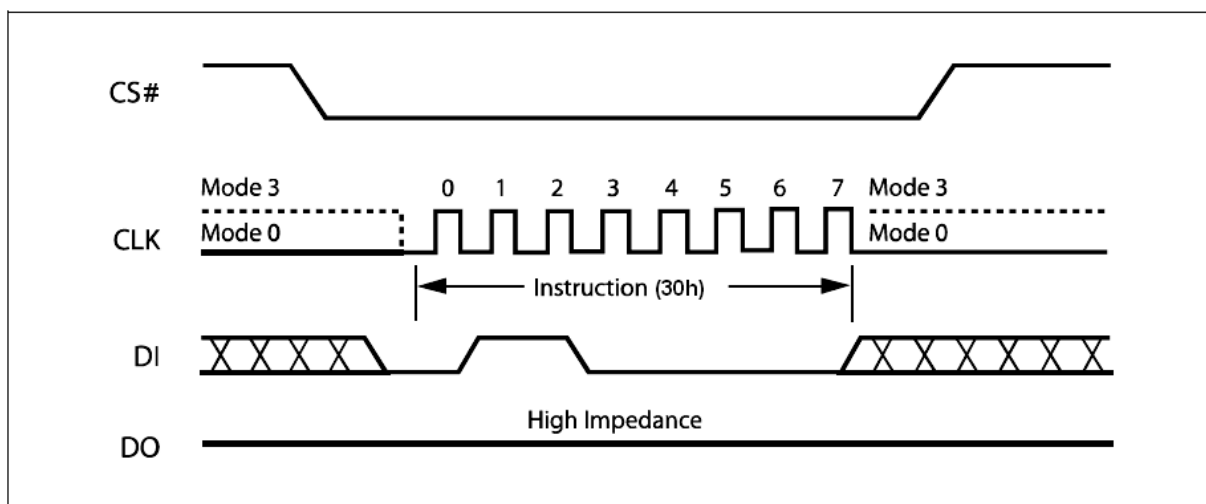 CS#
Mode 3 0 1 2 3 4 5 6 7 Mode 3
CLK Mode 0 Mode 0
Instruction (30h)
DI
High Impedance
DO